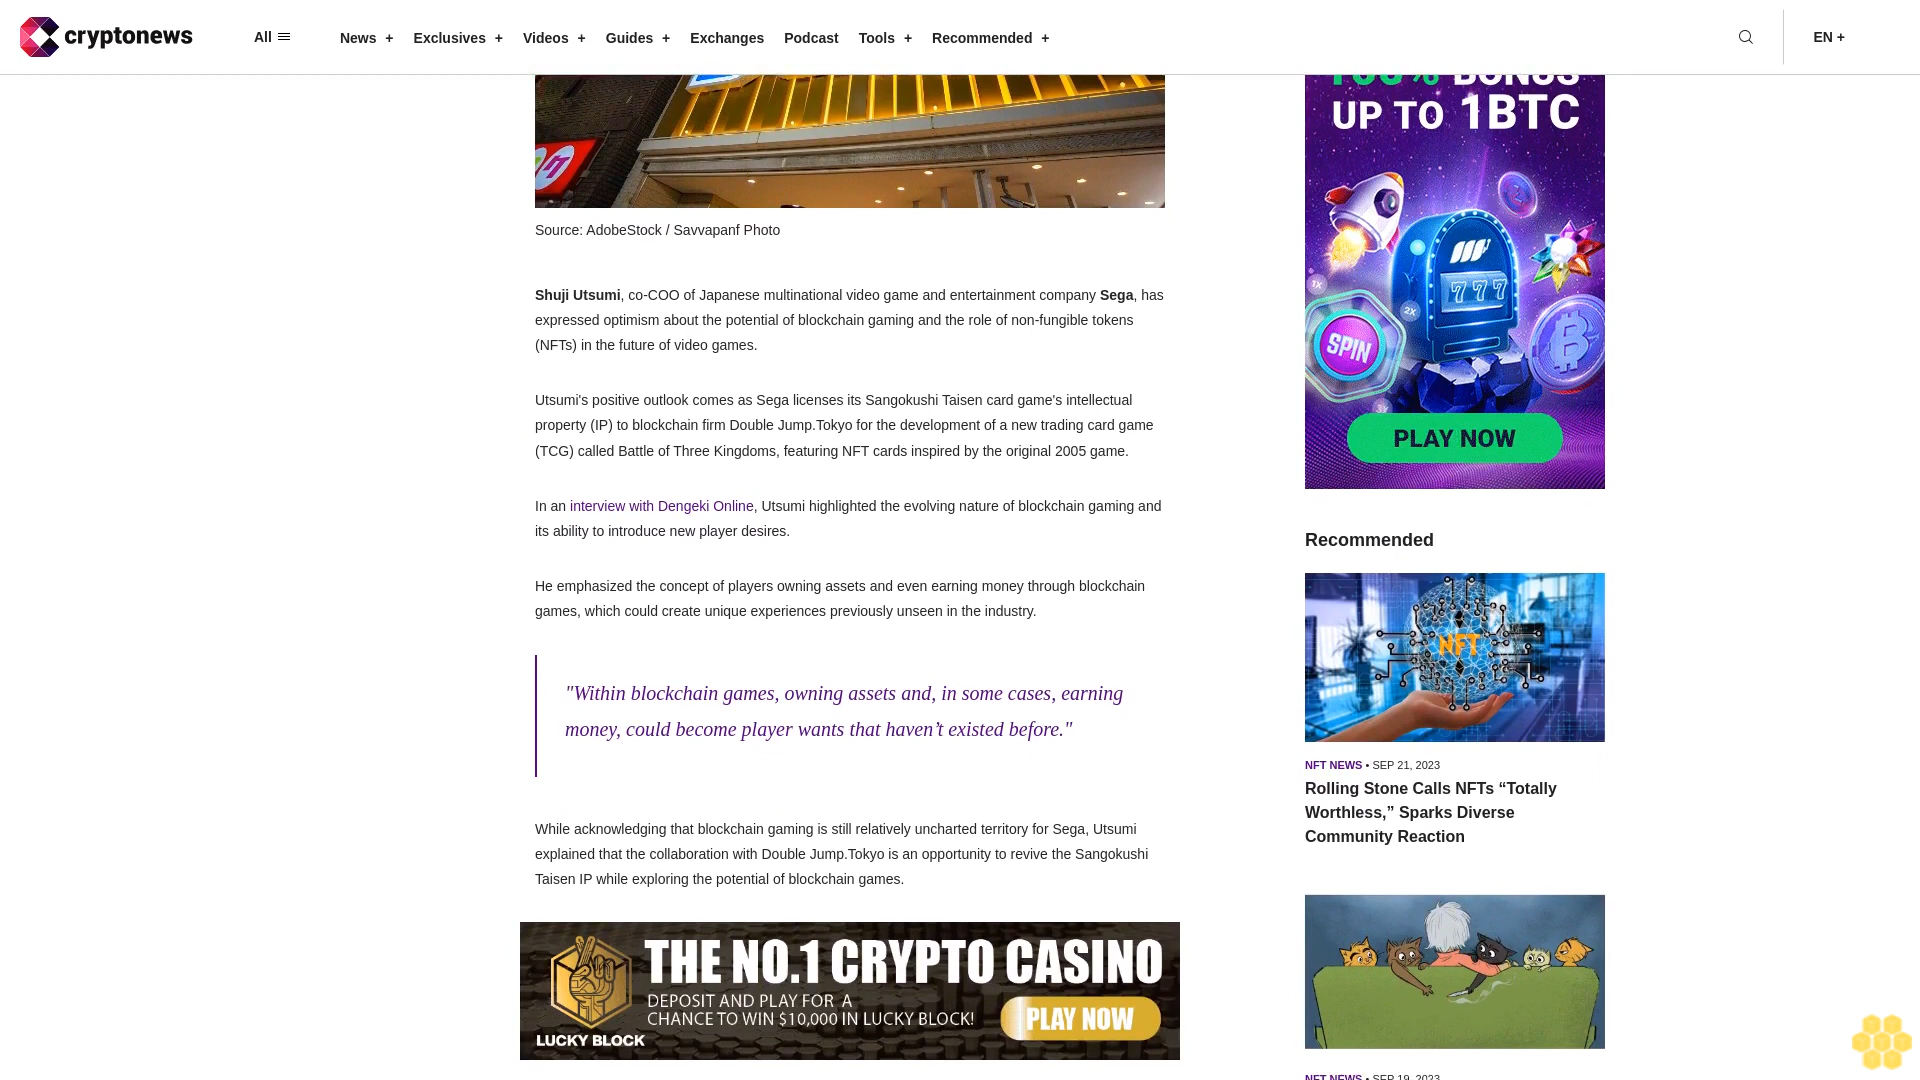 cryptonews
All
News +
Exclusives +
Videos +
Guides +
Exchanges
Podcast
Tools +
Recommended +
EN +
Source: AdobeStock / Savvapanf Photo
Shuji Utsumi, co-COO of Japanese multinational video game and entertainment company Sega, has
expressed optimism about the potential of blockchain gaming and the role of non-fungible tokens
(NFTs) in the future of video games.
Utsumi's positive outlook comes as Sega licenses its Sangokushi Taisen card game's intellectual
property (IP) to blockchain firm Double Jump.Tokyo for the development of a new trading card game
(TCG) called Battle of Three Kingdoms, featuring NFT cards inspired by the original 2005 game.
In an interview with Dengeki Online, Utsumi highlighted the evolving nature of blockchain gaming and
its ability to introduce new player desires.
He emphasized the concept of players owning assets and even earning money through blockchain
games, which could create unique experiences previously unseen in the industry.
"Within blockchain games, owning assets and, in some cases, earning
money, could become player wants that haven’t existed before."
While acknowledging that blockchain gaming is still relatively uncharted territory for Sega, Utsumi
explained that the collaboration with Double Jump.Tokyo is an opportunity to revive the Sangokushi
Taisen IP while exploring the potential of blockchain games.
THE NO.1 CRYPTO CASINO
DEPOSIT AND PLAY FOR A
CHANCE TO WIN $10,000 IN LUCKY BLOCK!
PLAY NOW
LUCKY BLOCK
BONUS
UP TO 1BTC
1X
777
2X
SPIN
3X
PLAY NOW
Recommended
NFT
NFT NEWS • SEP 21, 2023
Rolling Stone Calls NFTs “Totally
Worthless,” Sparks Diverse
Community Reaction
NFT NEWS • SEP 19, 2023